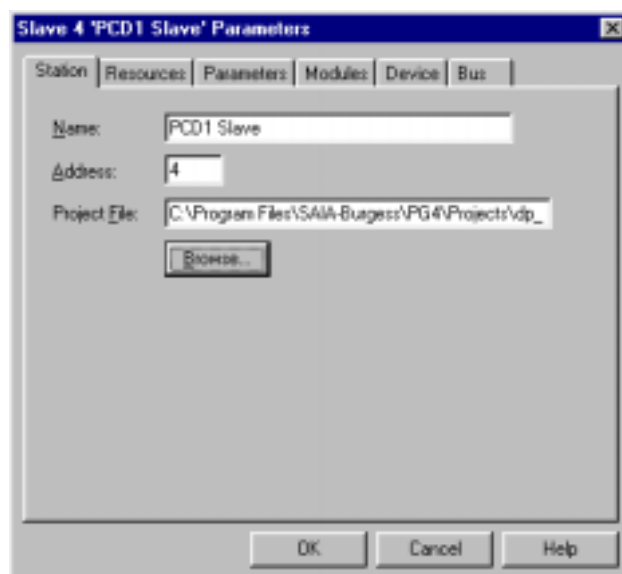 Slave 4 'PCD1 Slave' Parameters
Station Resources Parameters Modules Device Bus
Name: PCD1 Slave
Address: 4
Project File: C:\Program Files\SAIA-Burgess\PG4\Projects\dp_
Browse...
OK Cancel Help